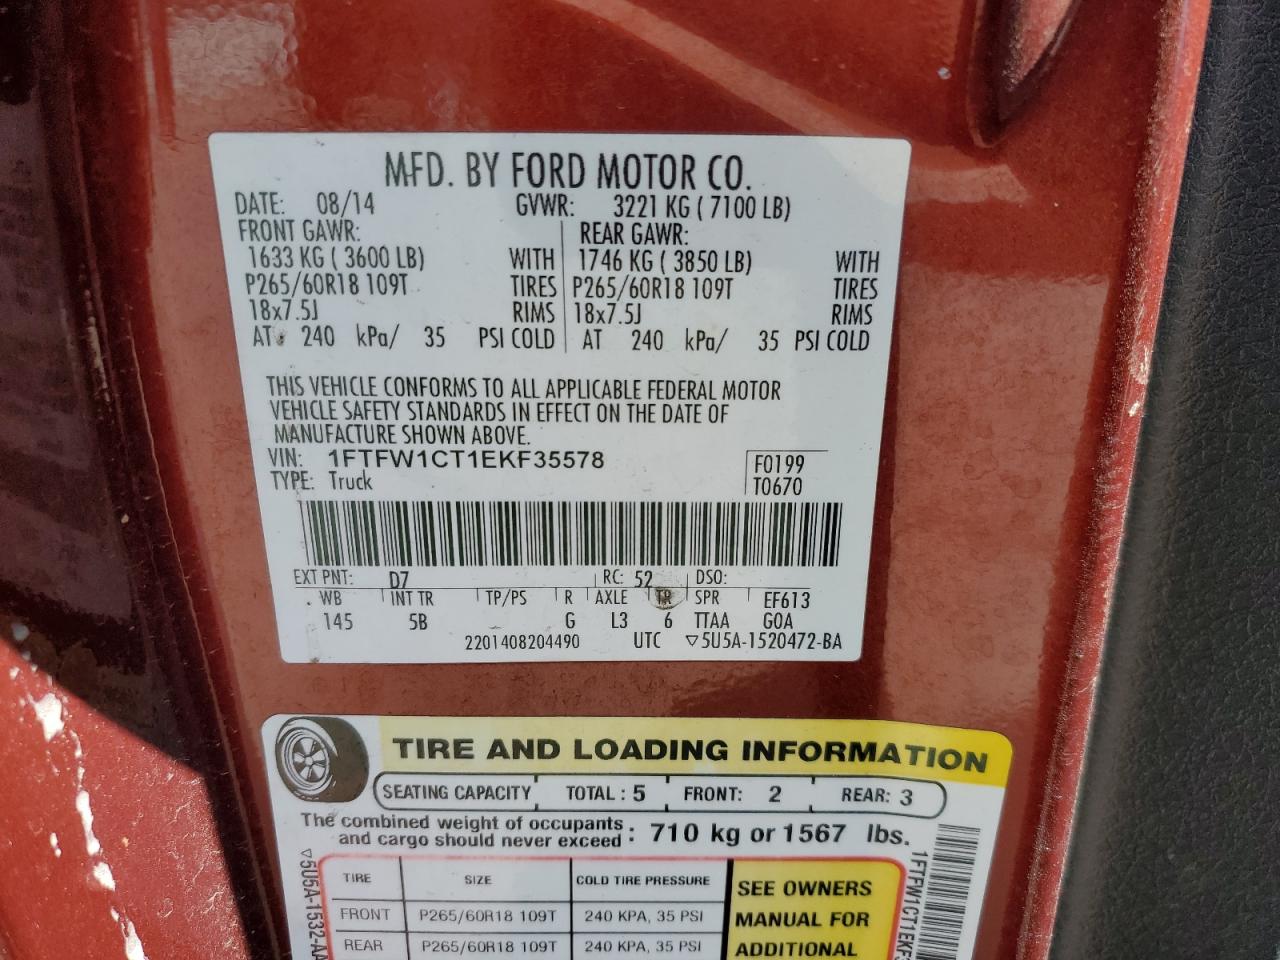 MFD. BY FORD MOTOR CO.
DATE: 08/14 GVWR: 3221 KG ( 7100 LB)
FRONT GAWR: REAR GAWR:
1633 KG ( 3600 LB) WITH 1746 KG ( 3850 LB) WITH
P265/60R18 109T TIRES P265/60R18 109T TIRES
18x7.5J RIMS 18x7.5J RIMS
AT 240 kPa/ 35 PSI COLD AT 240 kPa/ 35 PSI COLD
THIS VEHICLE CONFORMS TO ALL APPLICABLE FEDERAL MOTOR
VEHICLE SAFETY STANDARDS IN EFFECT ON THE DATE OF
MANUFACTURE SHOWN ABOVE.
VIN: 1FTFW1CT1EKF35578 F0199
TYPE: Truck T0670
EXT PNT: D7 RC: 52 DSO:
WB INT TR TP/PS R AXLE TR SPR EF613
145 5B G L3 6 TTAA GOA
2201408204490 UTC ▽5U5A-1520472-BA
TIRE AND LOADING INFORMATION
SEATING CAPACITY TOTAL : 5 FRONT: 2 REAR: 3
The combined weight of occupants
and cargo should never exceed : 710 kg or 1567 lbs.
TIRE SIZE COLD TIRE PRESSURE
FRONT P265/60R18 109T 240 KPA, 35 PSI
REAR P265/60R18 109T 240 KPA, 35 PSI
SEE OWNERS
MANUAL FOR
ADDITIONAL
▽5U5A-1532-AA
1FTFW1CT1EKF3